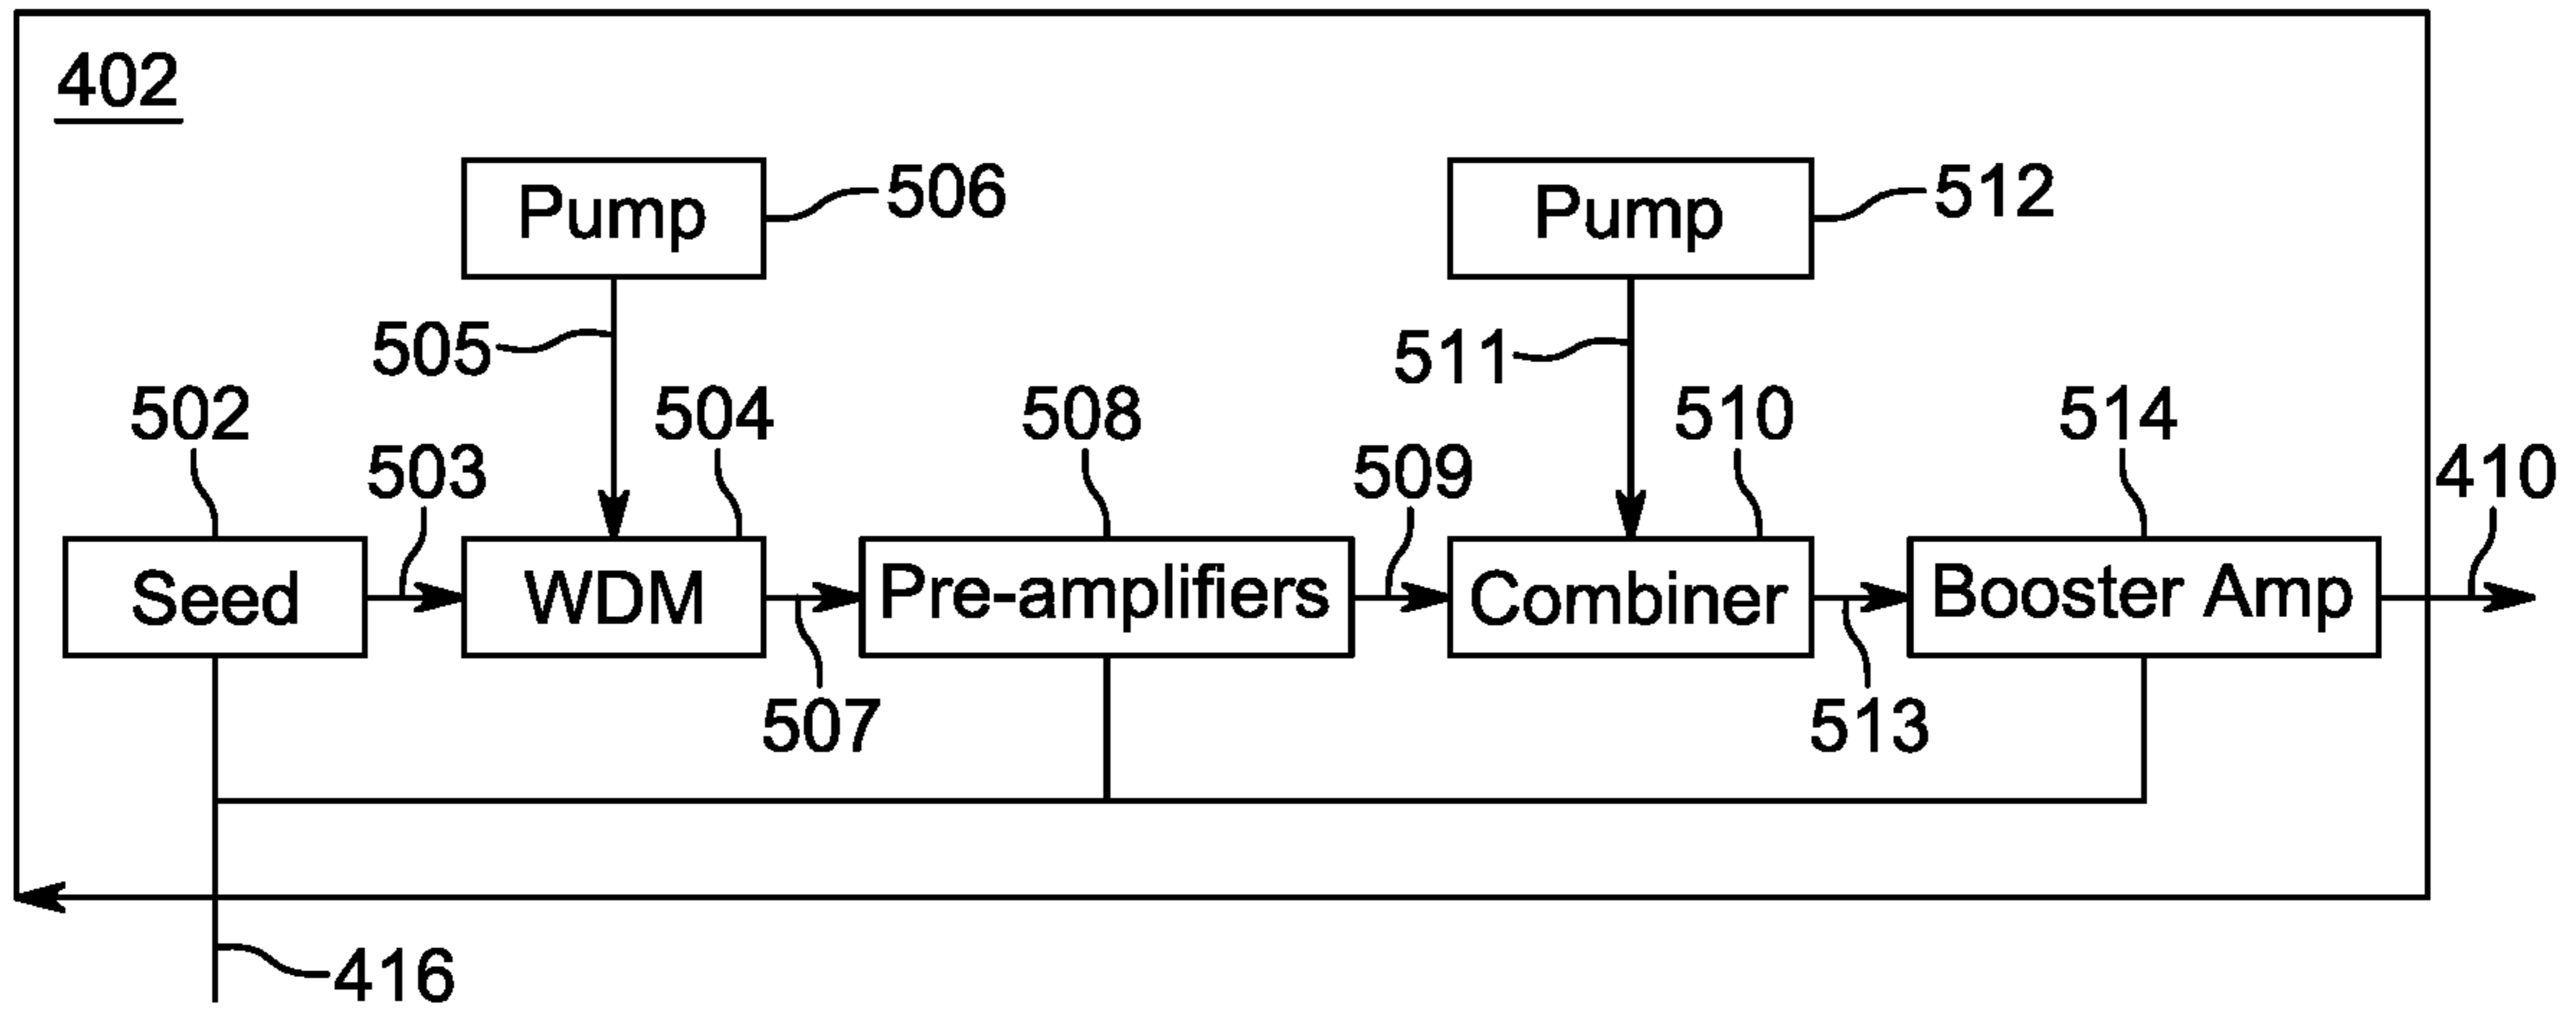 402
Pump
506
Pump
512
505
511
502
503
504
508
509
510
514
410
Seed
WDM
Pre-amplifiers
Combiner
Booster Amp
507
513
416